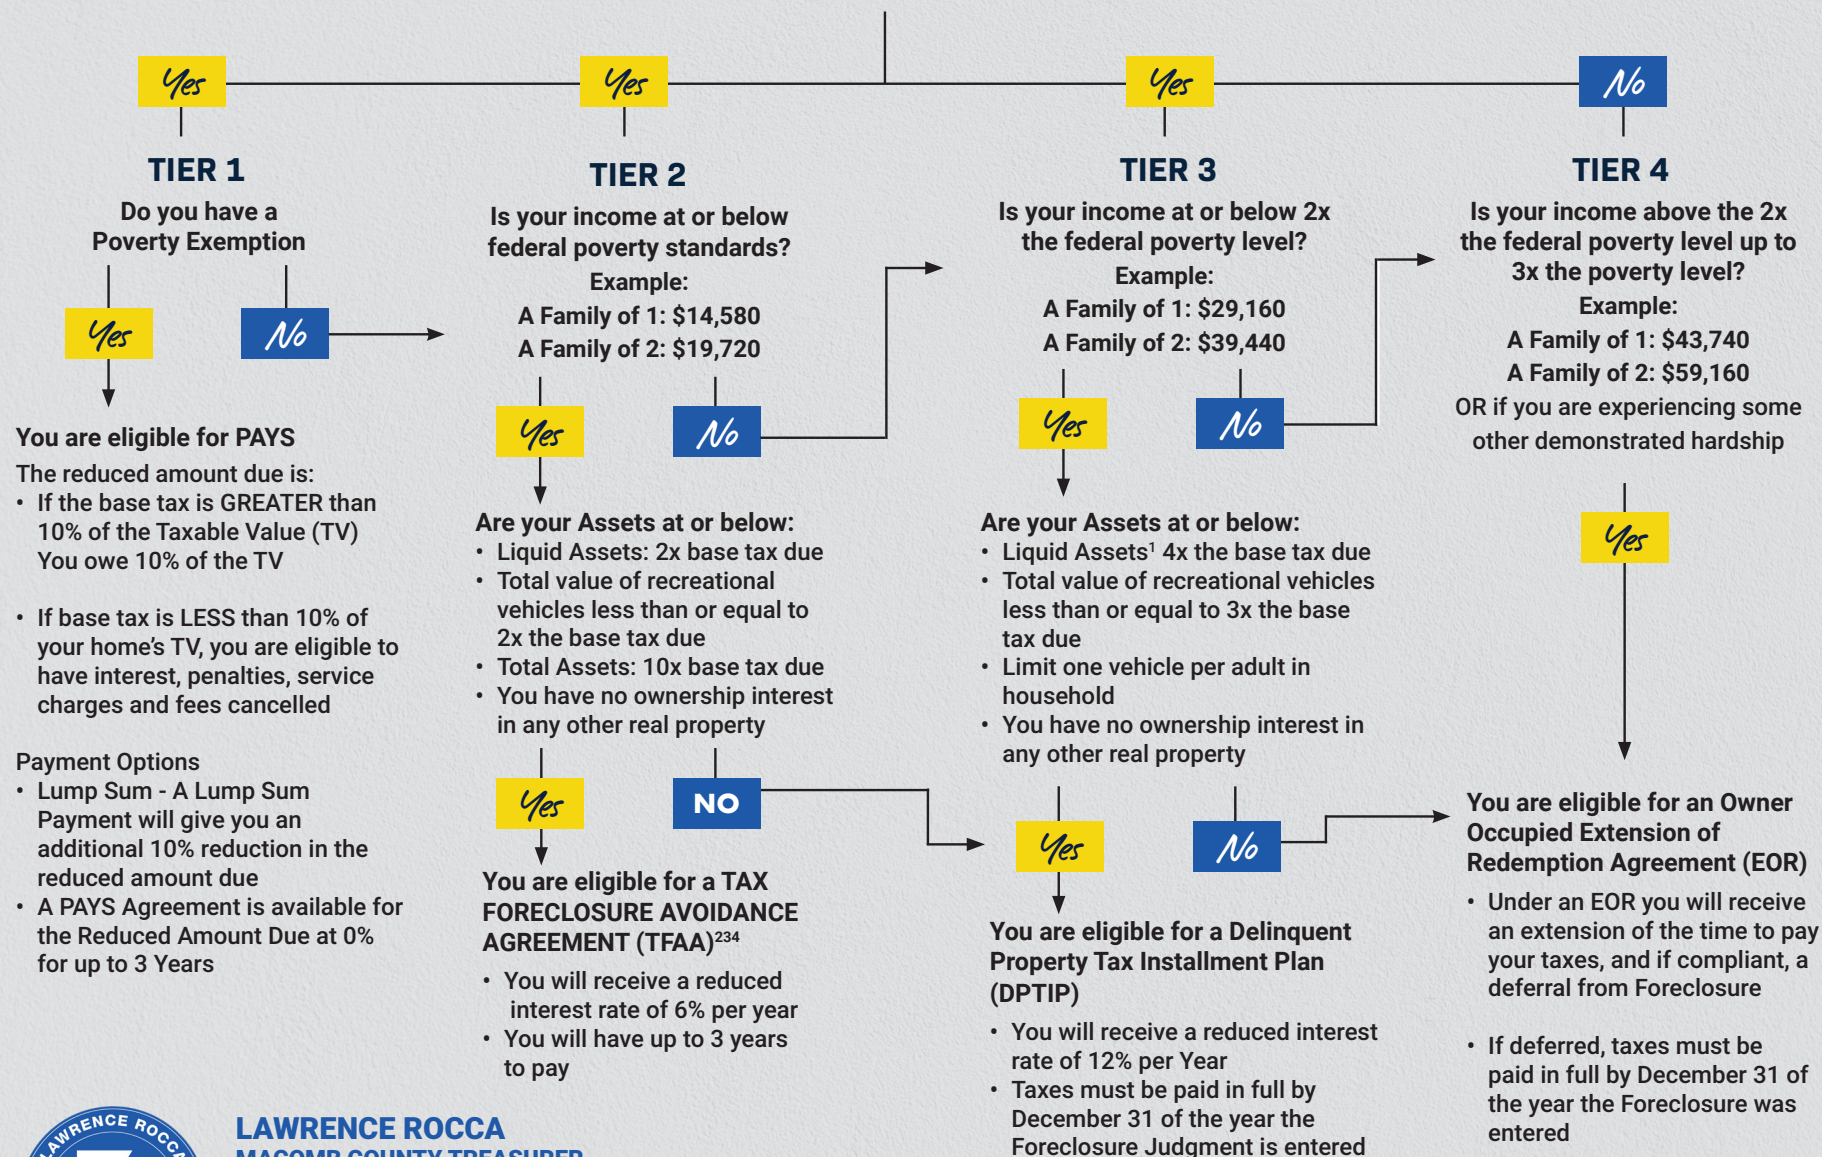 Yes
Yes
Yes
No
TIER 1
Do you have a
Poverty Exemption
Yes
No
You are eligible for PAYS
The reduced amount due is:
• If the base tax is GREATER than
10% of the Taxable Value (TV)
You owe 10% of the TV
• If base tax is LESS than 10% of
your home's TV, you are eligible to
have interest, penalties, service
charges and fees cancelled
Payment Options
• Lump Sum - A Lump Sum
Payment will give you an
additional 10% reduction in the
reduced amount due
• A PAYS Agreement is available for
the Reduced Amount Due at 0%
for up to 3 Years
TIER 2
Is your income at or below
federal poverty standards?
Example:
A Family of 1: $14,580
A Family of 2: $19,720
Yes
No
Are your Assets at or below:
• Liquid Assets: 2x base tax due
• Total value of recreational
vehicles less than or equal to
2x the base tax due
• Total Assets: 10x base tax due
• You have no ownership interest
in any other real property
Yes
NO
You are eligible for a TAX
FORECLOSURE AVOIDANCE
AGREEMENT (TFAA)²³⁴
• You will receive a reduced
interest rate of 6% per year
• You will have up to 3 years
to pay
TIER 3
Is your income at or below 2x
the federal poverty level?
Example:
A Family of 1: $29,160
A Family of 2: $39,440
Yes
No
Are your Assets at or below:
• Liquid Assets¹ 4x the base tax due
• Total value of recreational vehicles
less than or equal to 3x the base
tax due
• Limit one vehicle per adult in
household
• You have no ownership interest in
any other real property
Yes
No
You are eligible for a Delinquent
Property Tax Installment Plan
(DPTIP)
• You will receive a reduced interest
rate of 12% per Year
• Taxes must be paid in full by
December 31 of the year the
Foreclosure Judgment is entered
TIER 4
Is your income above the 2x
the federal poverty level up to
3x the poverty level?
Example:
A Family of 1: $43,740
A Family of 2: $59,160
OR if you are experiencing some
other demonstrated hardship
Yes
You are eligible for an Owner
Occupied Extension of
Redemption Agreement (EOR)
• Under an EOR you will receive
an extension of the time to pay
your taxes, and if compliant, a
deferral from Foreclosure
• If deferred, taxes must be
paid in full by December 31 of
the year the Foreclosure was
entered
LAWRENCE ROCCA
LAWRENCE ROCCA
MACOMB COUNTY TREASURER